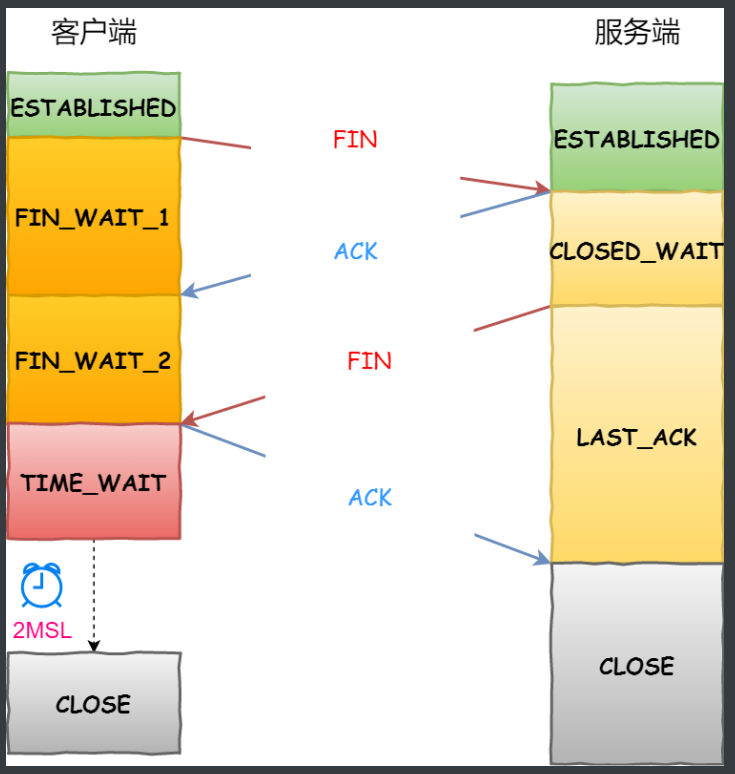 客户端
服务端
ESTABLISHED
FIN
ESTABLISHED
FIN_WAIT_1
ACK
CLOSED_WAIT
FIN_WAIT_2
FIN
LAST_ACK
TIME_WAIT
ACK
2MSL
CLOSE
CLOSE